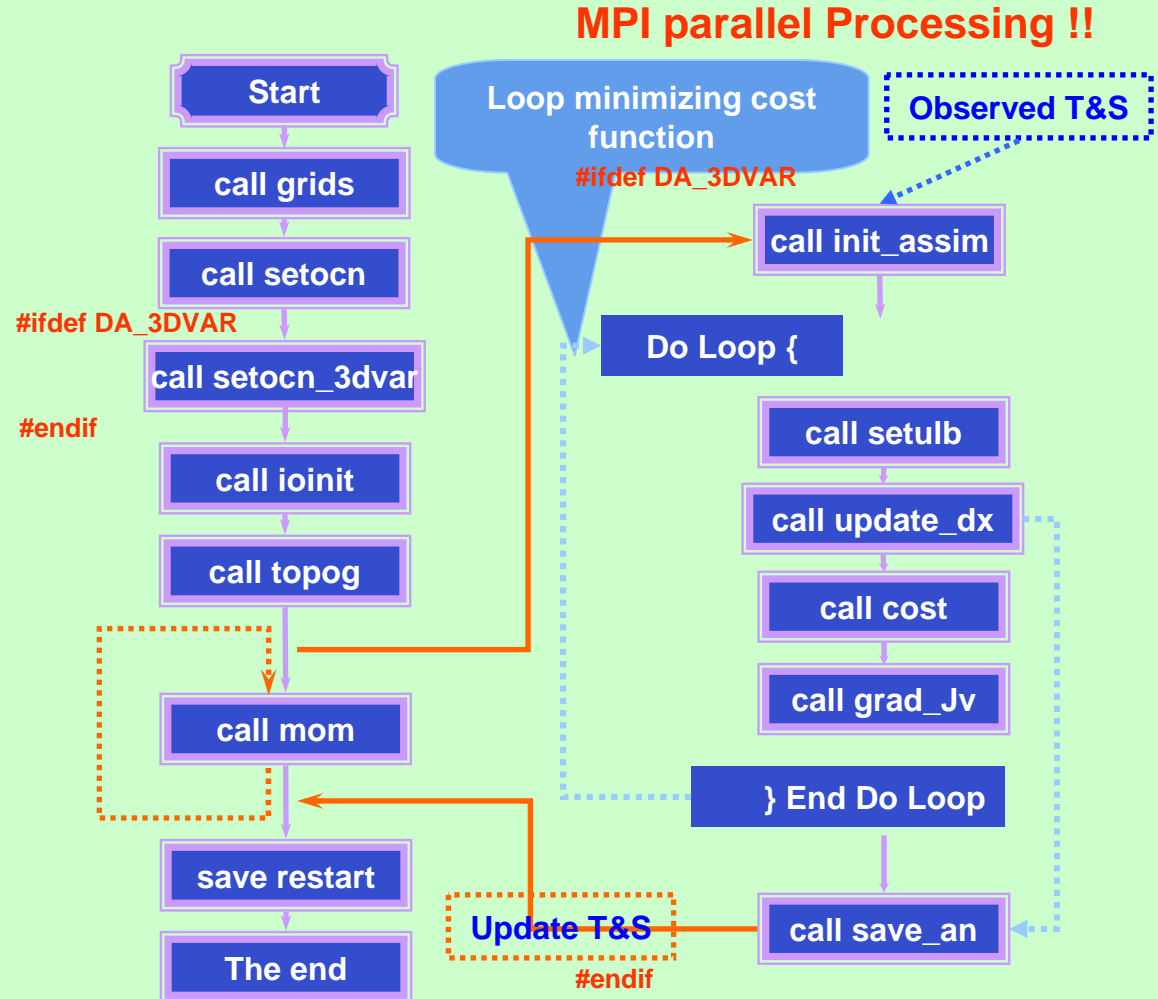 MPI parallel Processing !!
Start
call grids
call setocn
#ifdef DA_3DVAR
call setocn_3dvar
#endif
call ioinit
call topog
call mom
save restart
The end
Loop minimizing cost
function
#ifdef DA_3DVAR
Observed T&S
call init_assim
Do Loop {
call setulb
call update_dx
call cost
call grad_Jv
} End Do Loop
call save_an
Update T&S
#endif